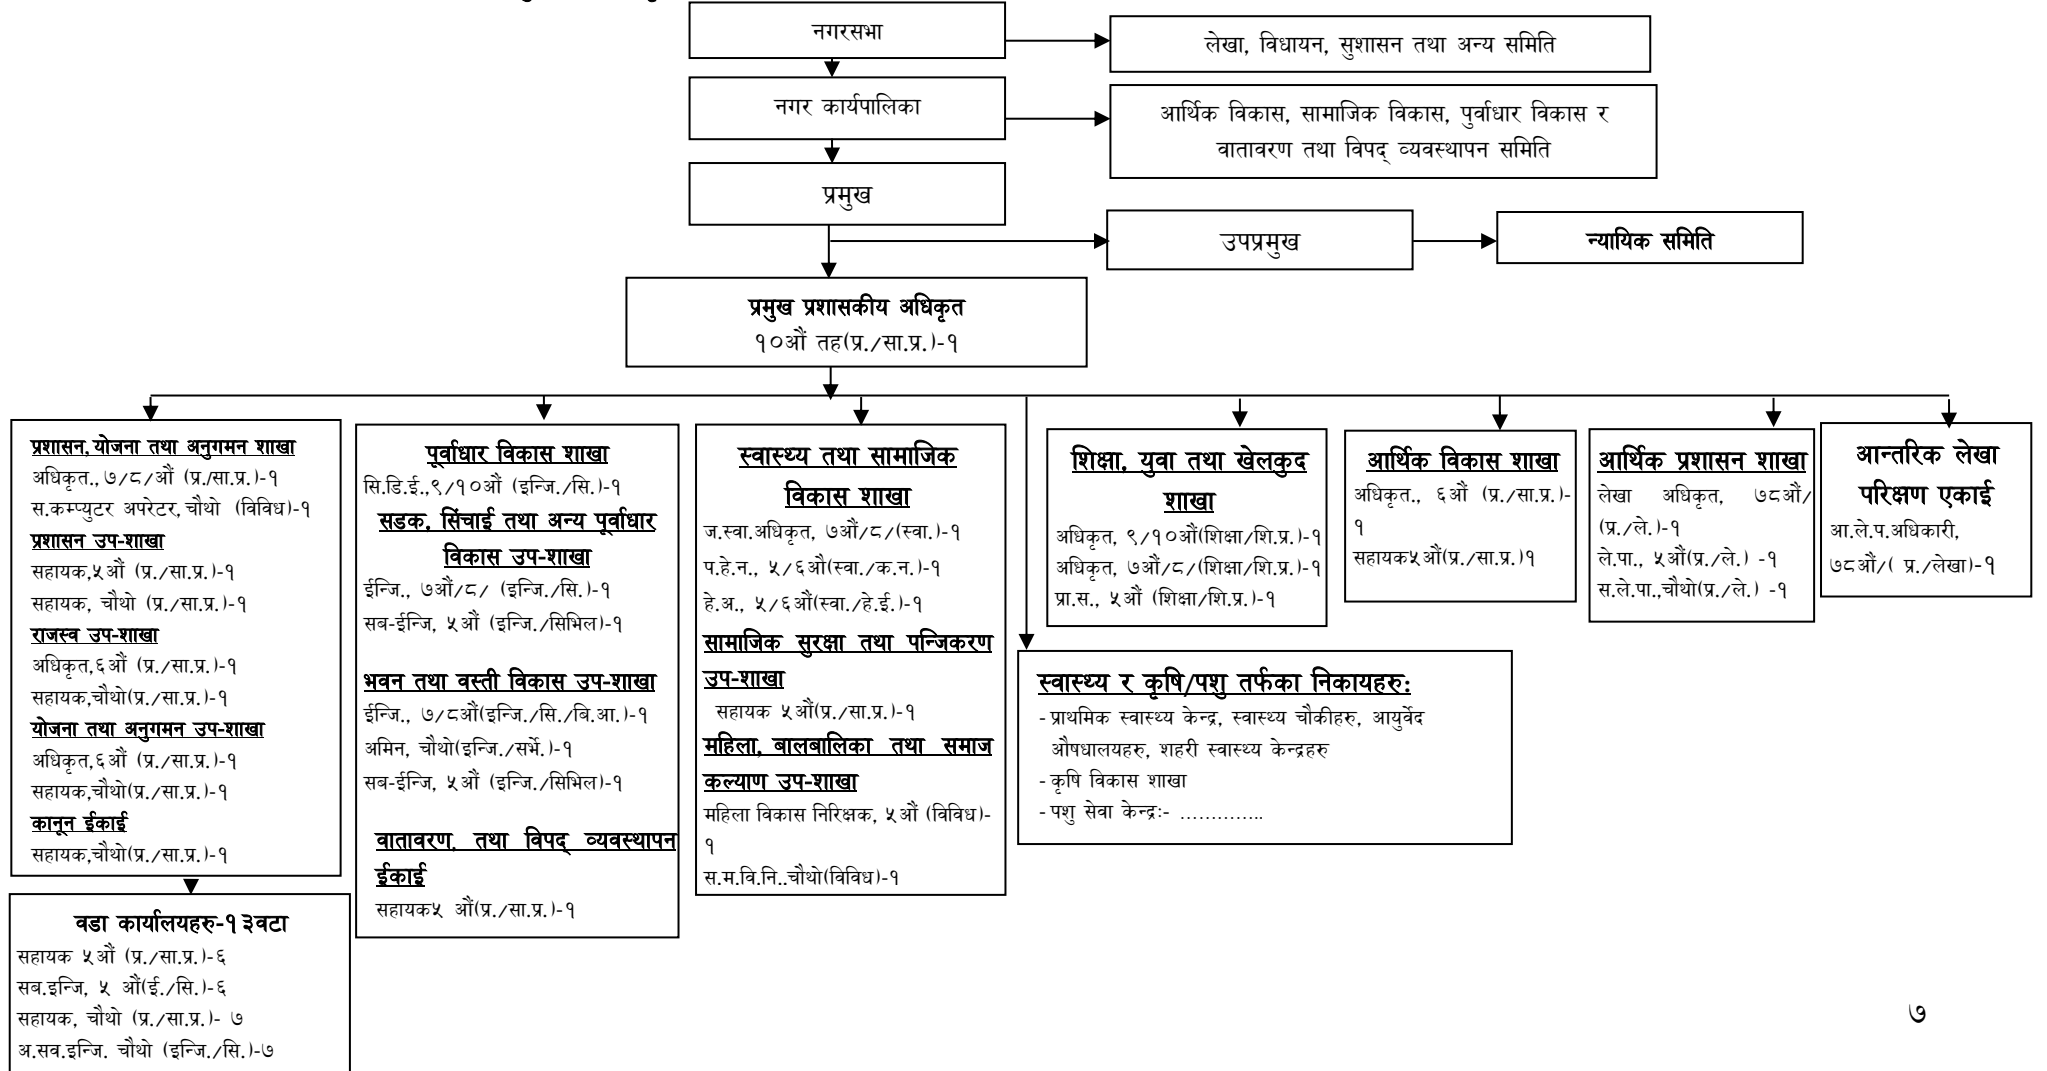 नगरसभा
लेखा, विधायन, सुशासन तथा अन्य समिति
नगर कार्यपालिका
आर्थिक विकास, सामाजिक विकास, पुर्वाधार विकास र
वातावरण तथा विपद् व्यवस्थापन समिति
प्रमुख
उपप्रमुख
न्यायिक समिति
प्रमुख प्रशासकीय अधिकृत
१०औं तह(प्र./सा.प्र.)-१
प्रशासन, योजना तथा अनुगमन शाखा
अधिकृत., ७/८/औं (प्र./सा.प्र.)-१
स.कम्प्युटर अपरेटर, चौथो (विविध)-१
प्रशासन उप-शाखा
सहायक,५औं (प्र./सा.प्र.)-१
सहायक, चौथो (प्र./सा.प्र.)-१
राजस्व उप-शाखा
अधिकृत,६औं (प्र./सा.प्र.)-१
सहायक,चौथो(प्र./सा.प्र.)-१
योजना तथा अनुगमन उप-शाखा
अधिकृत,६औं (प्र./सा.प्र.)-१
सहायक,चौथो(प्र./सा.प्र.)-१
कानून ईकाई
सहायक,चौथो(प्र./सा.प्र.)-१
वडा कार्यालयहरु-१३वटा
सहायक ५औं (प्र./सा.प्र.)-६
सब.इन्जि, ५ औं(ई./सि.)-६
सहायक, चौथो (प्र./सा.प्र.)- ७
अ.सव.इन्जि. चौथो (इन्जि./सि.)-७
पूर्वाधार विकास शाखा
सि.डि.ई.,९/१०औं (इन्जि./सि.)-१
सडक, सिंचाई तथा अन्य पूर्वाधार
विकास उप-शाखा
ईन्जि., ७औं/८/ (इन्जि./सि.)-१
सब-ईन्जि, ५औं (इन्जि./सिभिल)-१
भवन तथा वस्ती विकास उप-शाखा
ईन्जि., ७/८औं(इन्जि./सि./बि.आ.)-१
अमिन, चौथो(इन्जि./सर्भे.)-१
सब-ईन्जि, ५औं (इन्जि./सिभिल)-१
वातावरण, तथा विपद् व्यवस्थापन
ईकाई
सहायक५ औं(प्र./सा.प्र.)-१
स्वास्थ्य तथा सामाजिक
विकास शाखा
ज.स्वा.अधिकृत, ७औं/८/(स्वा.)-१
प.हे.न., ५/६औ(स्वा./क.न.)-१
हे.अ., ५/६औं(स्वा./हे.ई.)-१
सामाजिक सुरक्षा तथा पन्जिकरण
उप-शाखा
सहायक ५औं(प्र./सा.प्र.)-१
महिला, बालबालिका तथा समाज
कल्याण उप-शाखा
महिला विकास निरिक्षक, ५औं (विविध)-
१
स.म.वि.नि..चौथो(विविध)-१
शिक्षा, युवा तथा खेलकुद
शाखा
अधिकृत, ९/१०औं(शिक्षा/शि.प्र.)-१
अधिकृत, ७औं/८/(शिक्षा/शि.प्र.)-१
प्रा.स., ५औं (शिक्षा/शि.प्र.)-१
आर्थिक विकास शाखा
अधिकृत., ६औं (प्र./सा.प्र.)-
१
सहायक५औं(प्र./सा.प्र.)१
आर्थिक प्रशासन शाखा
लेखा अधिकृत, ७८औं/
(प्र./ले.)-१
ले.पा., ५औं(प्र./ले.) -१
स.ले.पा.,चौथो(प्र./ले.) -१
आन्तरिक लेखा
परिक्षण एकाई
आ.ले.प.अधिकारी,
७८औं/( प्र./लेखा)-१
स्वास्थ्य र कृषि/पशु तर्फका निकायहरु:
- प्राथमिक स्वास्थ्य केन्द्र, स्वास्थ्य चौकीहरु, आयुर्वेद
औषधालयहरु, शहरी स्वास्थ्य केन्द्रहरु
- कृषि विकास शाखा
- पशु सेवा केन्द्रः- …………..
७